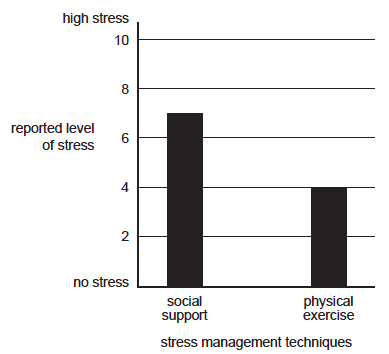 high stress
10
8
reported level
of stress
6
4
2
no stress
social
support
physical
exercise
stress management techniques